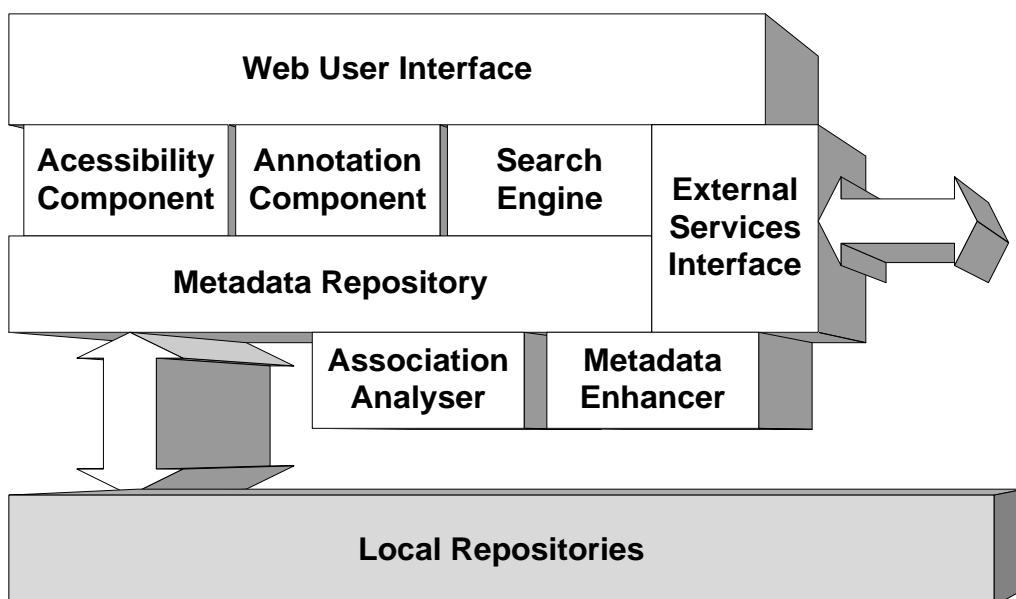 Web User Interface
Acessibility
Component
Annotation
Component
Search
Engine
External
Services
Interface
Metadata Repository
Association
Analyser
Metadata
Enhancer
Local Repositories